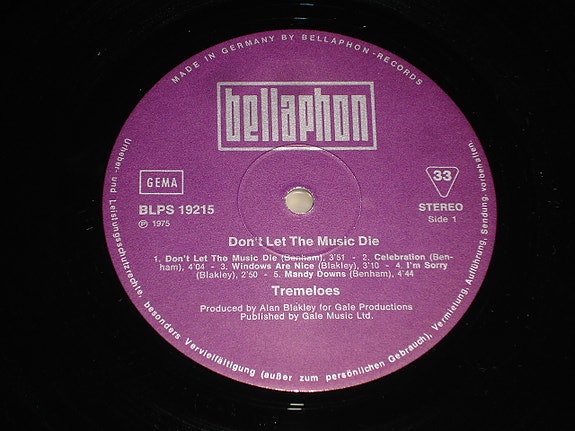 MADE IN GERMANY BY BELLAPHON-RECORDS
bellaphon
GEMA
BLPS 19215
Ⓟ 1975
33
STEREO
Side 1
Don't Let The Music Die
1. Don't Let The Music Die (Benham), 3'51 - 2. Celebration (Ben-
ham), 4'04 - 3. Windows Are Nice (Blakley), 3'10 - 4. I'm Sorry
(Blakley), 2'50 - 5. Mandy Downs (Benham), 4'44
Tremeloes
Produced by Alan Blakley for Gale Productions
Published by Gale Music Ltd.
Urheber- und Leistungsschutzrechte, besonders Vervielfältigung (außer zum persönlichen Gebrauch), Vermietung, Aufführung, Sendung, vorbehalten.